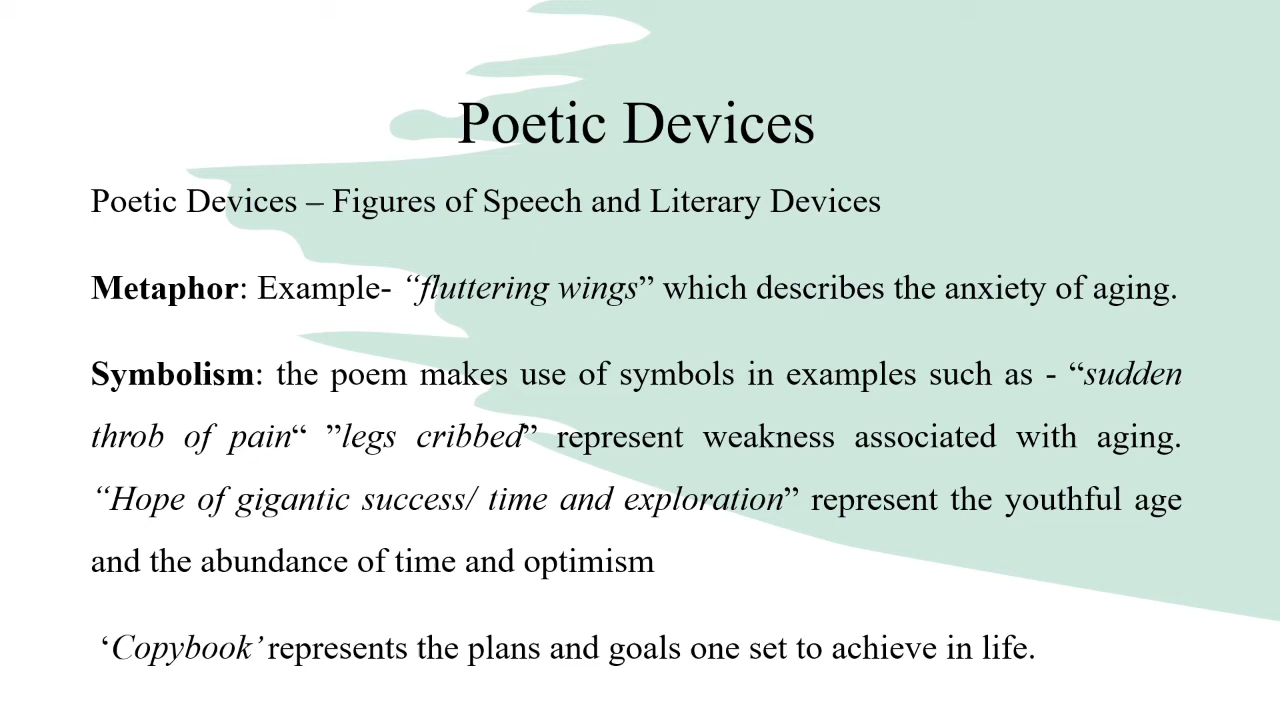 Poetic Devices
Poetic Devices – Figures of Speech and Literary Devices
Metaphor: Example- “fluttering wings” which describes the anxiety of aging.
Symbolism: the poem makes use of symbols in examples such as - “sudden
throb of pain“ ”legs cribbed” represent weakness associated with aging.
“Hope of gigantic success/ time and exploration” represent the youthful age
and the abundance of time and optimism
‘Copybook’ represents the plans and goals one set to achieve in life.